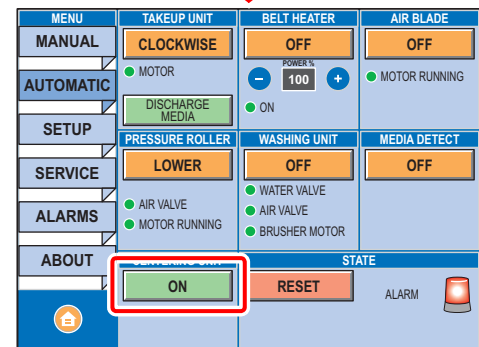 MENU
MANUAL
AUTOMATIC
SETUP
SERVICE
ALARMS
ABOUT
TAKEUP UNIT
CLOCKWISE
MOTOR
DISCHARGE
MEDIA
BELT HEATER
OFF
POWER %
- 100 +
ON
AIR BLADE
OFF
MOTOR RUNNING
PRESSURE ROLLER
LOWER
AIR VALVE
MOTOR RUNNING
WASHING UNIT
OFF
WATER VALVE
AIR VALVE
BRUSHER MOTOR
MEDIA DETECT
OFF
ON
STATE
RESET
ALARM